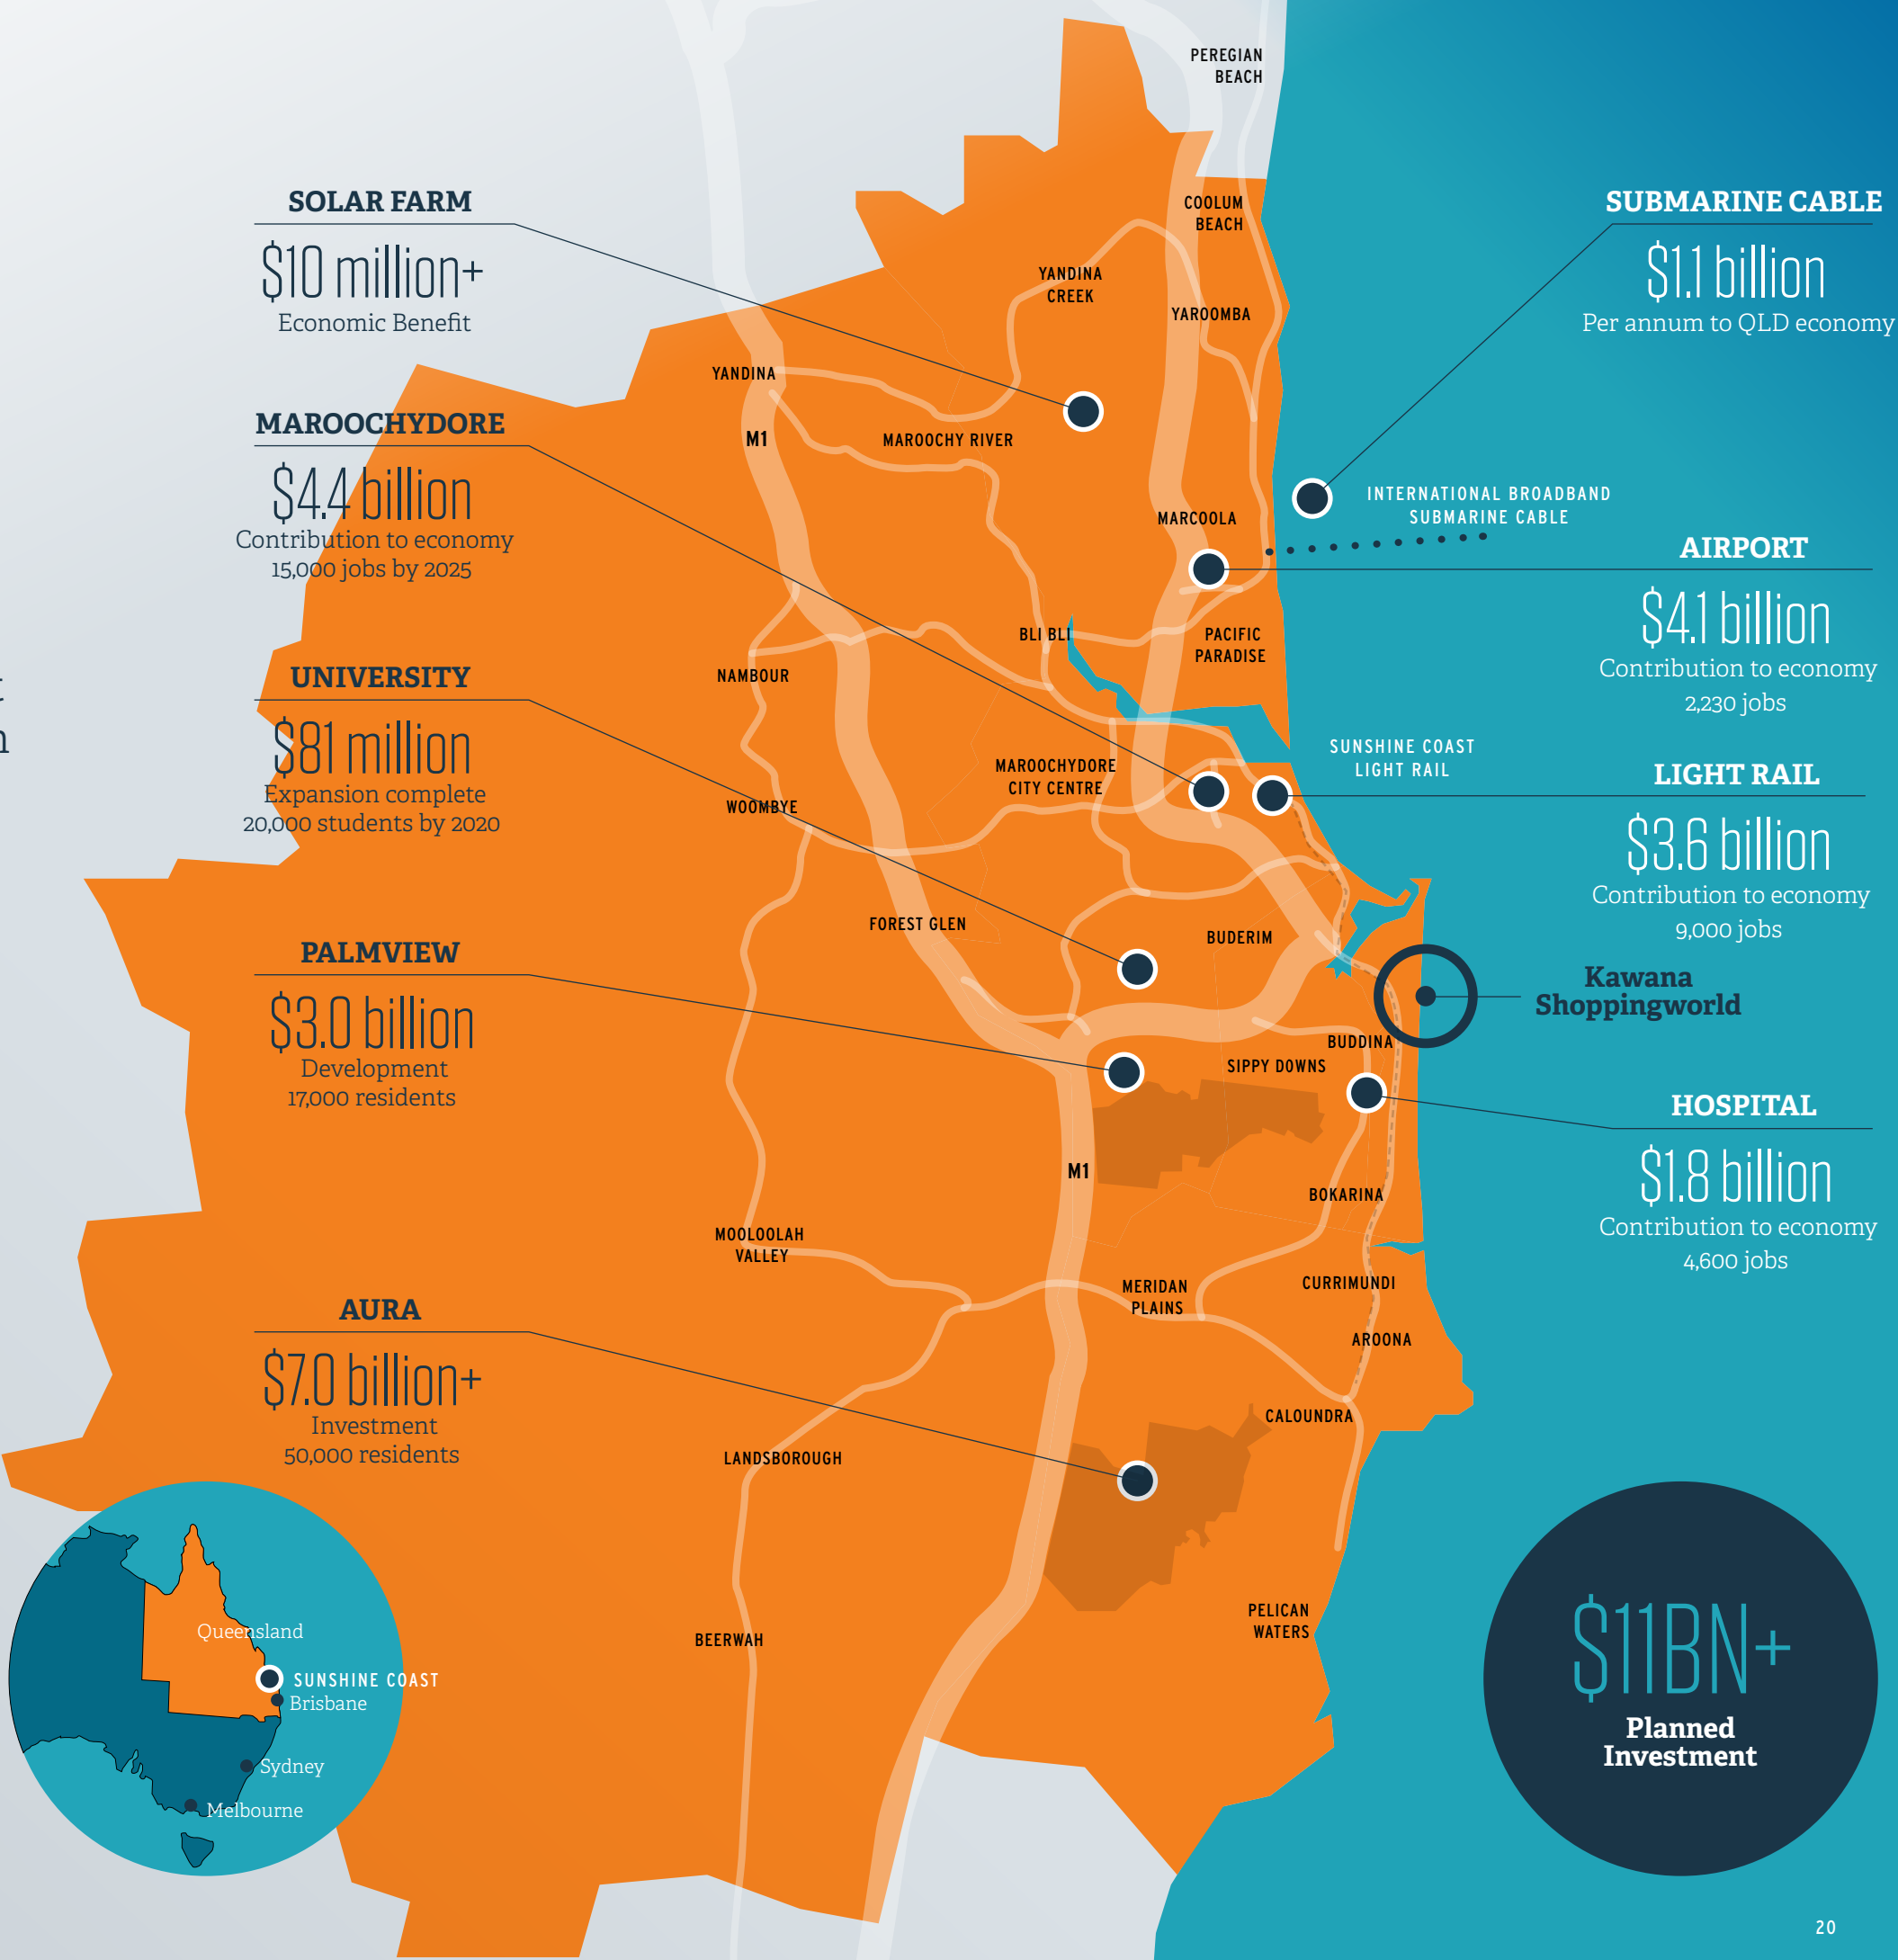 PEREGIAN
BEACH
SOLAR FARM
$10 million+
Economic Benefit
MAROOCHYDORE
$4.4 billion
Contribution to economy
15,000 jobs by 2025
UNIVERSITY
$81 million
Expansion complete
20,000 students by 2020
PALMVIEW
$3.0 billion
Development
17,000 residents
AURA
$7.0 billion+
Investment
50,000 residents
COOLUM
BEACH
YANDINA
CREEK
YAROOMBA
YANDINA
M1
MAROOCHY RIVER
MARCOOLA
BLI BLI
PACIFIC
PARADISE
NAMBOUR
MAROOCHYDORE
CITY CENTRE
WOOMBYE
FOREST GLEN
BUDERIM
BUDDINA
SIPPY DOWNS
M1
BOKARINA
MOOLOOLAH
VALLEY
MERIDAN
PLAINS
CURRIMUNDI
AROONA
CALOUNDRA
LANDSBOROUGH
PELICAN
WATERS
BEERWAH
SUBMARINE CABLE
$1.1 billion
Per annum to QLD economy
INTERNATIONAL BROADBAND
SUBMARINE CABLE
AIRPORT
$4.1 billion
Contribution to economy
2,230 jobs
SUNSHINE COAST
LIGHT RAIL
LIGHT RAIL
$3.6 billion
Contribution to economy
9,000 jobs
Kawana
Shoppingworld
HOSPITAL
$1.8 billion
Contribution to economy
4,600 jobs
Queensland
SUNSHINE COAST
Brisbane
Sydney
Melbourne
$11BN+
Planned
Investment
20